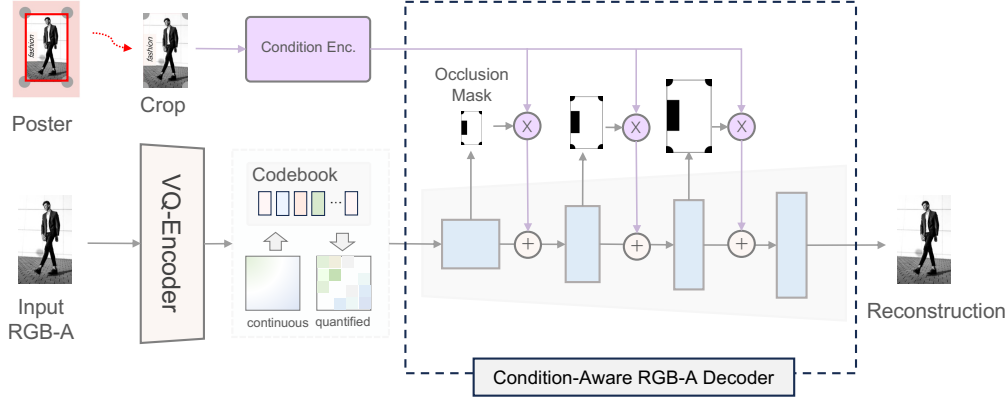 fashion
fashion
Poster
Crop
Condition Enc.
Occlusion
Mask
X
X
X
VQ-Encoder
Codebook
...
continuous
quantified
+
+
+
Input
RGB-A
Reconstruction
Condition-Aware RGB-A Decoder